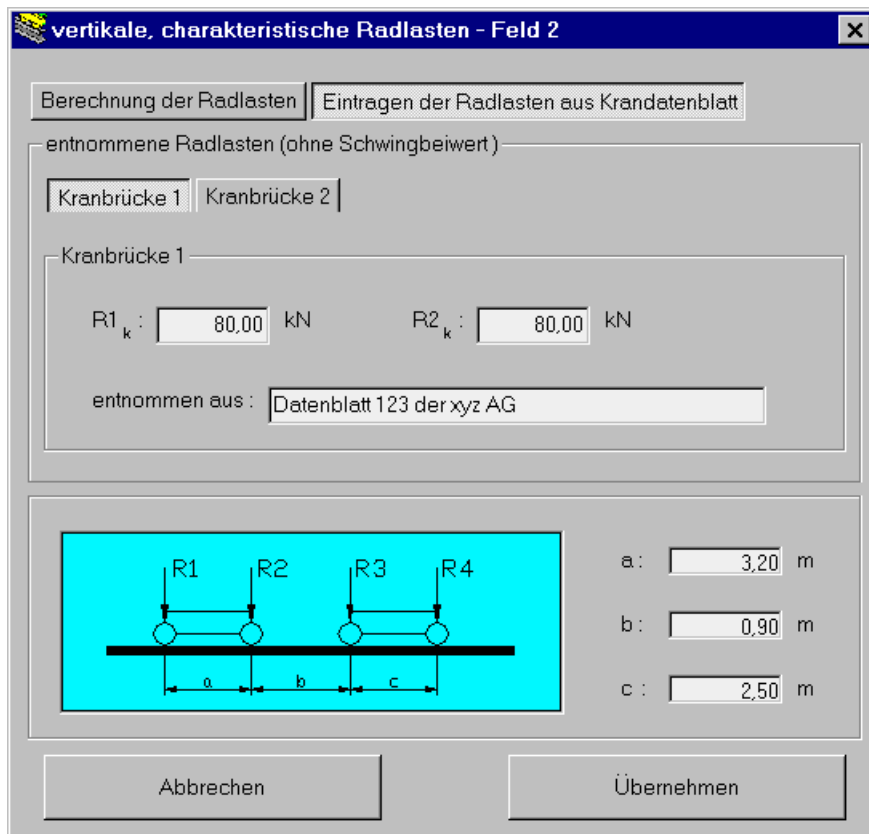 vertikale, charakteristische Radlasten - Feld 2
Berechnung der Radlasten Eintragen der Radlasten aus Krandatenblatt
entnommene Radlasten (ohne Schwingbeiwert)
Kranbrücke 1 Kranbrücke 2
Kranbrücke 1
R1k : 80,00 kN R2k : 80,00 kN
entnommen aus : Datenblatt 123 der xyz AG
R1 R2 R3 R4
a b c
a : 3,20 m
b : 0,90 m
c : 2,50 m
Abbrechen Übernehmen